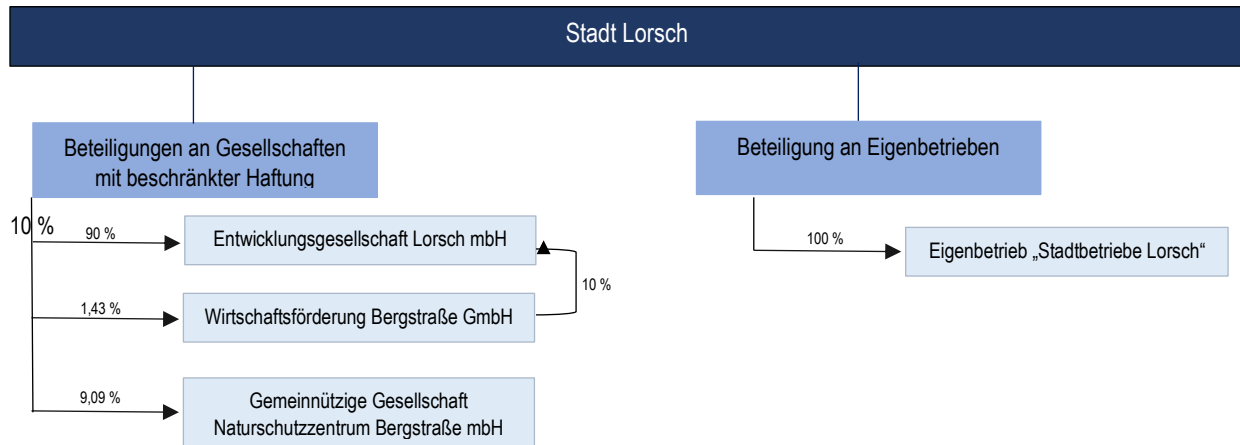 Stadt Lorsch
Beteiligungen an Gesellschaften
mit beschränkter Haftung
Beteiligung an Eigenbetrieben
10 %
90 %
Entwicklungsgesellschaft Lorsch mbH
100 %
Eigenbetrieb „Stadtbetriebe Lorsch“
10 %
1,43 %
Wirtschaftsförderung Bergstraße GmbH
9,09 %
Gemeinnützige Gesellschaft
Naturschutzzentrum Bergstraße mbH